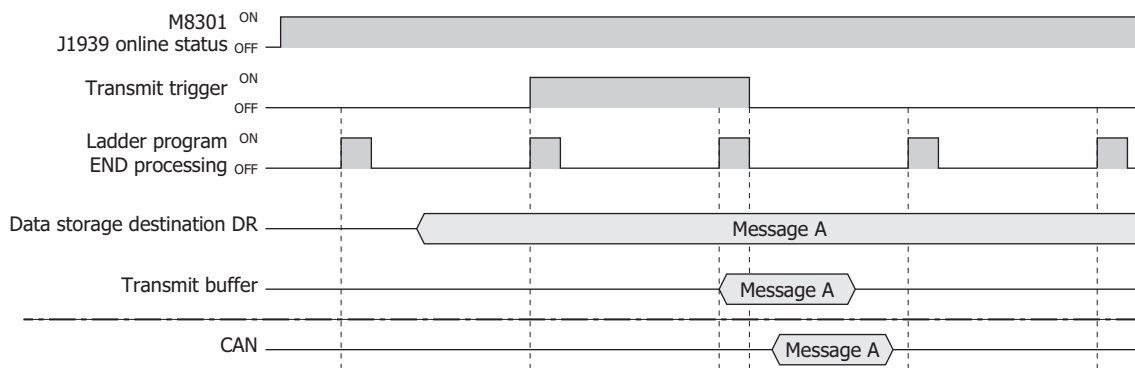 M8301 ON
J1939 online status OFF
Transmit trigger ON
OFF
Ladder program ON
END processing OFF
Data storage destination DR Message A
Transmit buffer Message A
CAN Message A